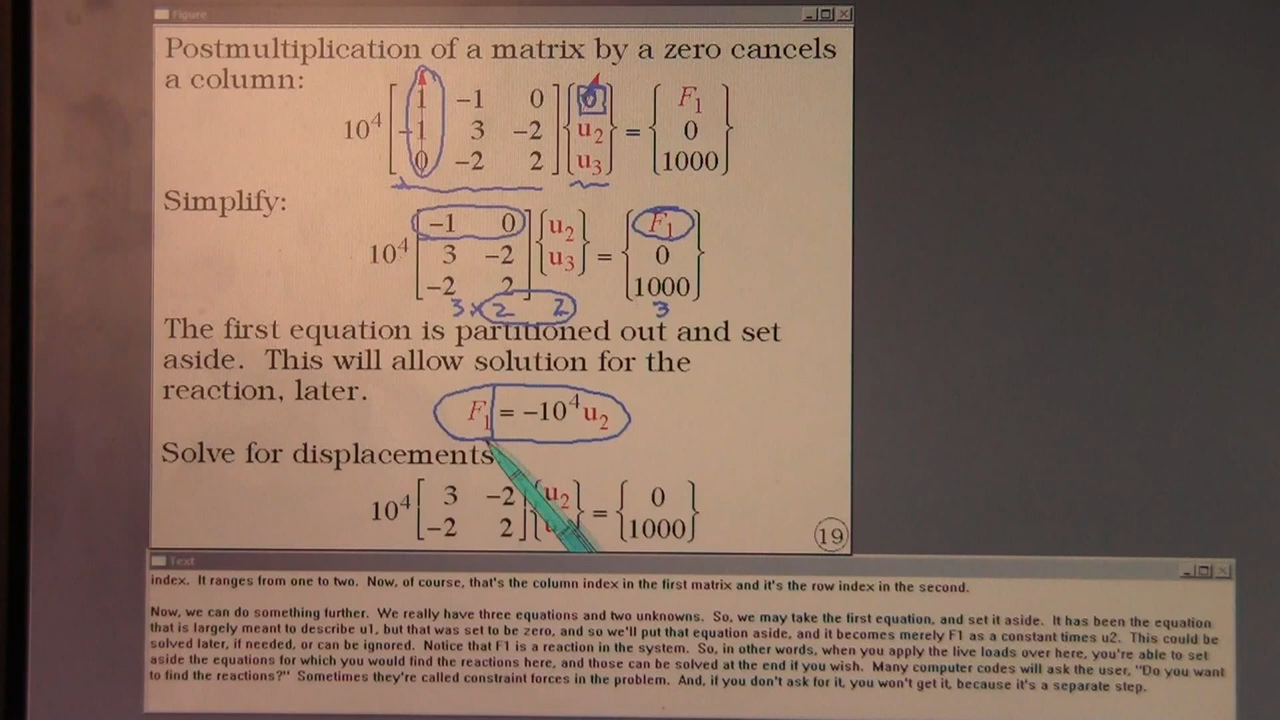 Figure
Postmultiplication of a matrix by a zero cancels
a column:
10⁴ [ 1 −1 0 ] { 0 } = { F₁ }
[ −1 3 −2 ] { u₂ } { 0 }
[ 0 −2 2 ] { u₃ } { 1000 }
Simplify:
10⁴ [ −1 0 ] { u₂ } = { F₁ }
[ 3 −2 ] { u₃ } { 0 }
[ −2 2 ] { 1000 }
3 × 2 2 3
The first equation is partitioned out and set
aside. This will allow solution for the
reaction, later.
F₁ = −10⁴u₂
Solve for displacements
10⁴ [ 3 −2 ] { u₂ } = { 0 }
[ −2 2 ] { 1000 }
19
Text
index. It ranges from one to two. Now, of course, that's the column index in the first matrix and it's the row index in the second.
Now, we can do something further. We really have three equations and two unknowns. So, we may take the first equation, and set it aside. It has been the equation
that is largely meant to describe u1, but that was set to be zero, and so we'll put that equation aside, and it becomes merely F1 as a constant times u2. This could be
solved later, if needed, or can be ignored. Notice that F1 is a reaction in the system. So, in other words, when you apply the live loads over here, you're able to set
aside the equations for which you would find the reactions here, and those can be solved at the end if you wish. Many computer codes will ask the user, "Do you want
to find the reactions?" Sometimes they're called constraint forces in the problem. And, if you don't ask for it, you won't get it, because it's a separate step.